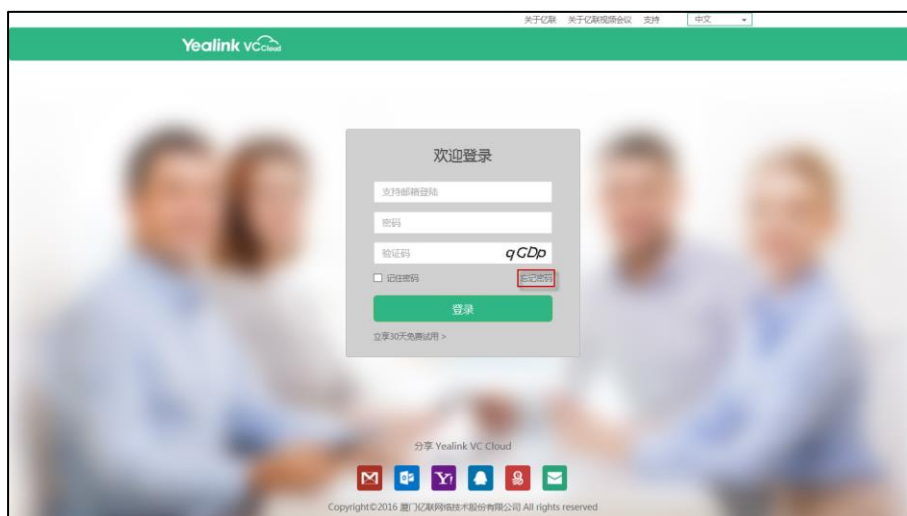 关于亿联 关于亿联视频会议 支持 中文
Yealink VCCloud
欢迎登录
支持邮箱登陆
密码
验证码 qGDp
记住密码 忘记密码
登录
立享30天免费试用 >
分享 Yealink VC Cloud
Copyright©2016 厦门亿联网络技术股份有限公司 All rights reserved